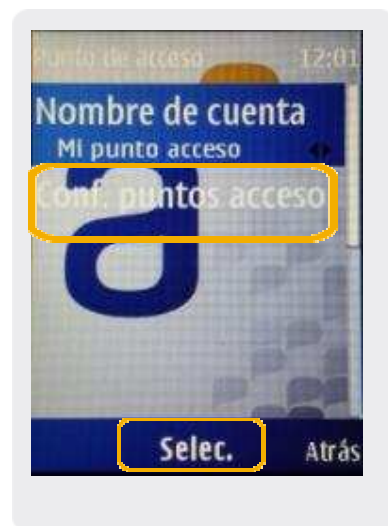 Punto de acceso 12:01
Nombre de cuenta
Mi punto acceso
Conf. puntos acceso
a
Selec. Atrás